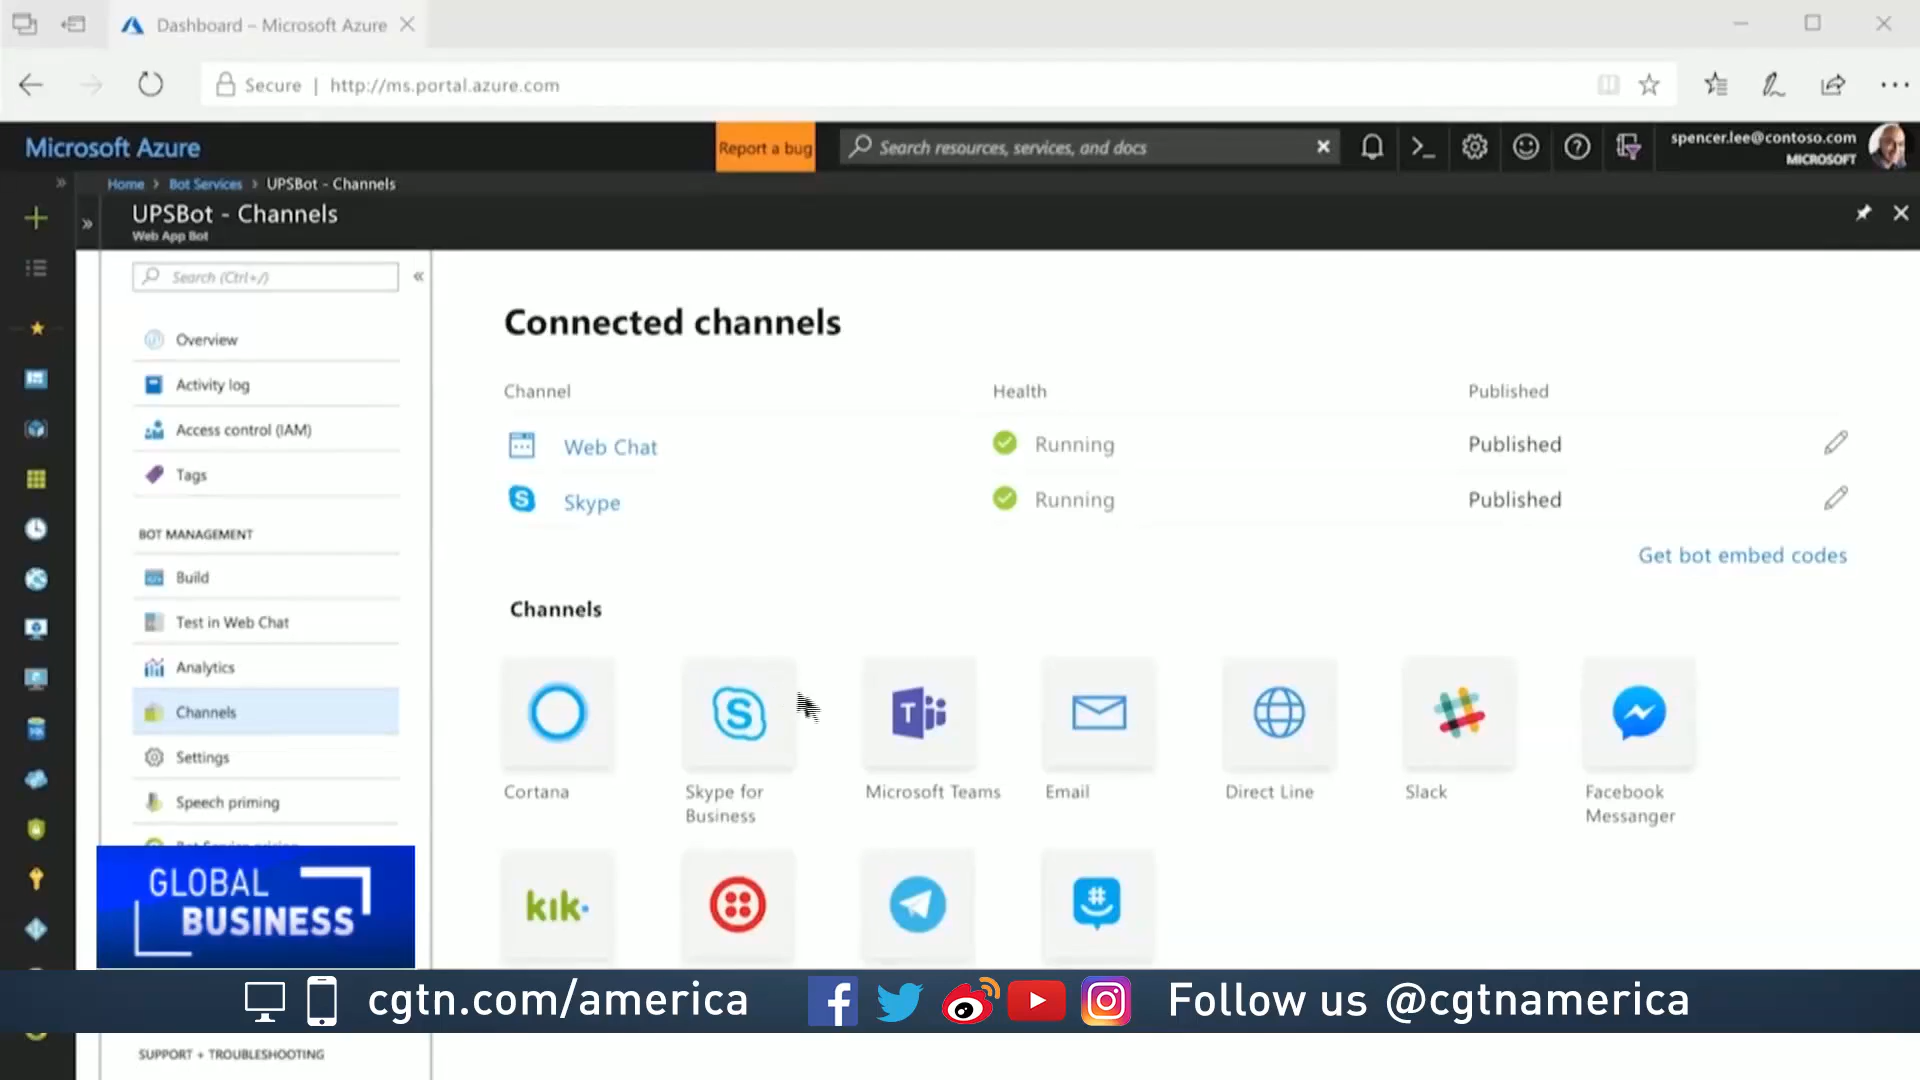 Dashboard – Microsoft Azure
Secure | http://ms.portal.azure.com
Microsoft Azure
Report a bug
Search resources, services, and docs
spencer.lee@contoso.com
MICROSOFT
Home > Bot Services > UPSBot - Channels
UPSBot - Channels
Web App Bot
Search (Ctrl+/)
Overview
Activity log
Access control (IAM)
Tags
BOT MANAGEMENT
Build
Test in Web Chat
Analytics
Channels
Settings
Speech priming
Connected channels
Channel Health Published
Web Chat Running Published
Skype Running Published
Get bot embed codes
Channels
Cortana
Skype for
Business
Microsoft Teams
Email
Direct Line
Slack
Facebook
Messanger
kik
GLOBAL
BUSINESS
cgtn.com/america
Follow us @cgtnamerica
SUPPORT + TROUBLESHOOTING